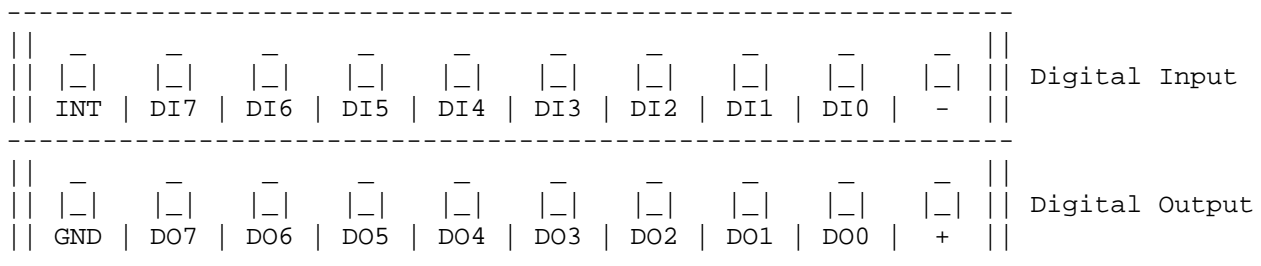 ---------------------------------------------------------------
||  _    _     _     _     _     _     _     _     _     _  ||
|| |_|  |_|   |_|   |_|   |_|   |_|   |_|   |_|   |_|   |_| || Digital Input
|| INT | DI7 | DI6 | DI5 | DI4 | DI3 | DI2 | DI1 | DI0 |  -  ||
---------------------------------------------------------------
||  _    _     _     _     _     _     _     _     _     _  ||
|| |_|  |_|   |_|   |_|   |_|   |_|   |_|   |_|   |_|   |_| || Digital Output
|| GND | DO7 | DO6 | DO5 | DO4 | DO3 | DO2 | DO1 | DO0 |  +  ||